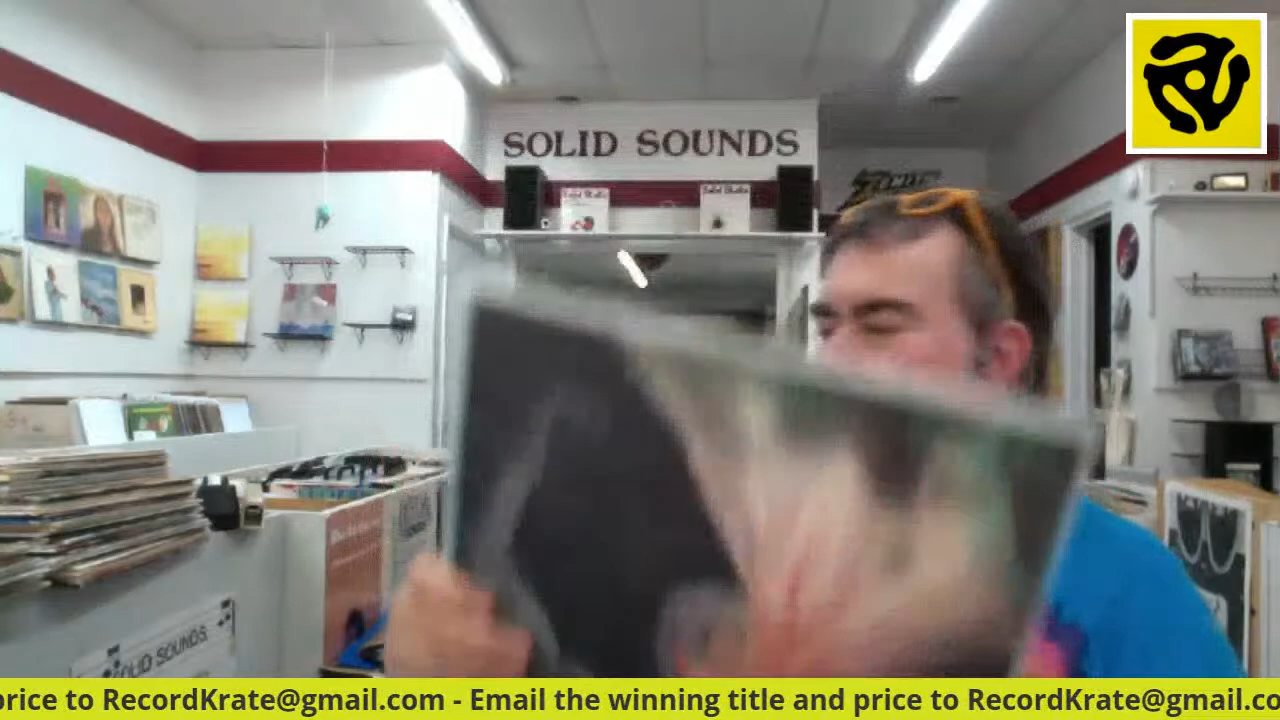 SOLID SOUNDS
ZENITH
SOLID SOUNDS
price to RecordKrate@gmail.com - Email the winning title and price to RecordKrate@gmail.co